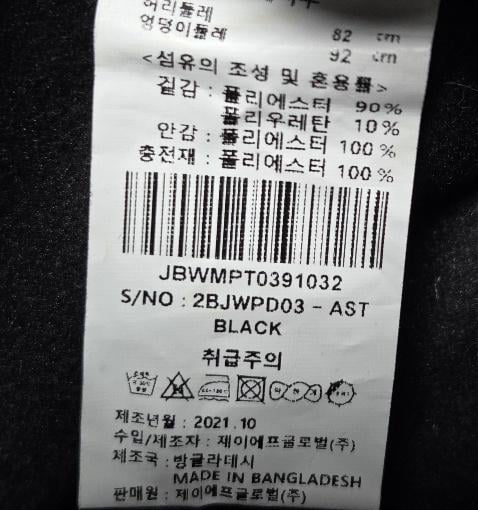 허리둘레 82 cm
엉덩이둘레 92 cm
<섬유의 조성 및 혼용률>
겉감 : 폴리에스터 90%
폴리우레탄 10%
안감 : 폴리에스터 100%
충전재 : 폴리에스터 100%
JBWMPT0391032
S/NO : 2BJWPD03 - AST
BLACK
취급주의
제조년월 : 2021.10
수입/제조자 : 제이에프글로벌(주)
제조국 : 방글라데시
MADE IN BANGLADESH
판매원 : 제이에프글로벌(주)